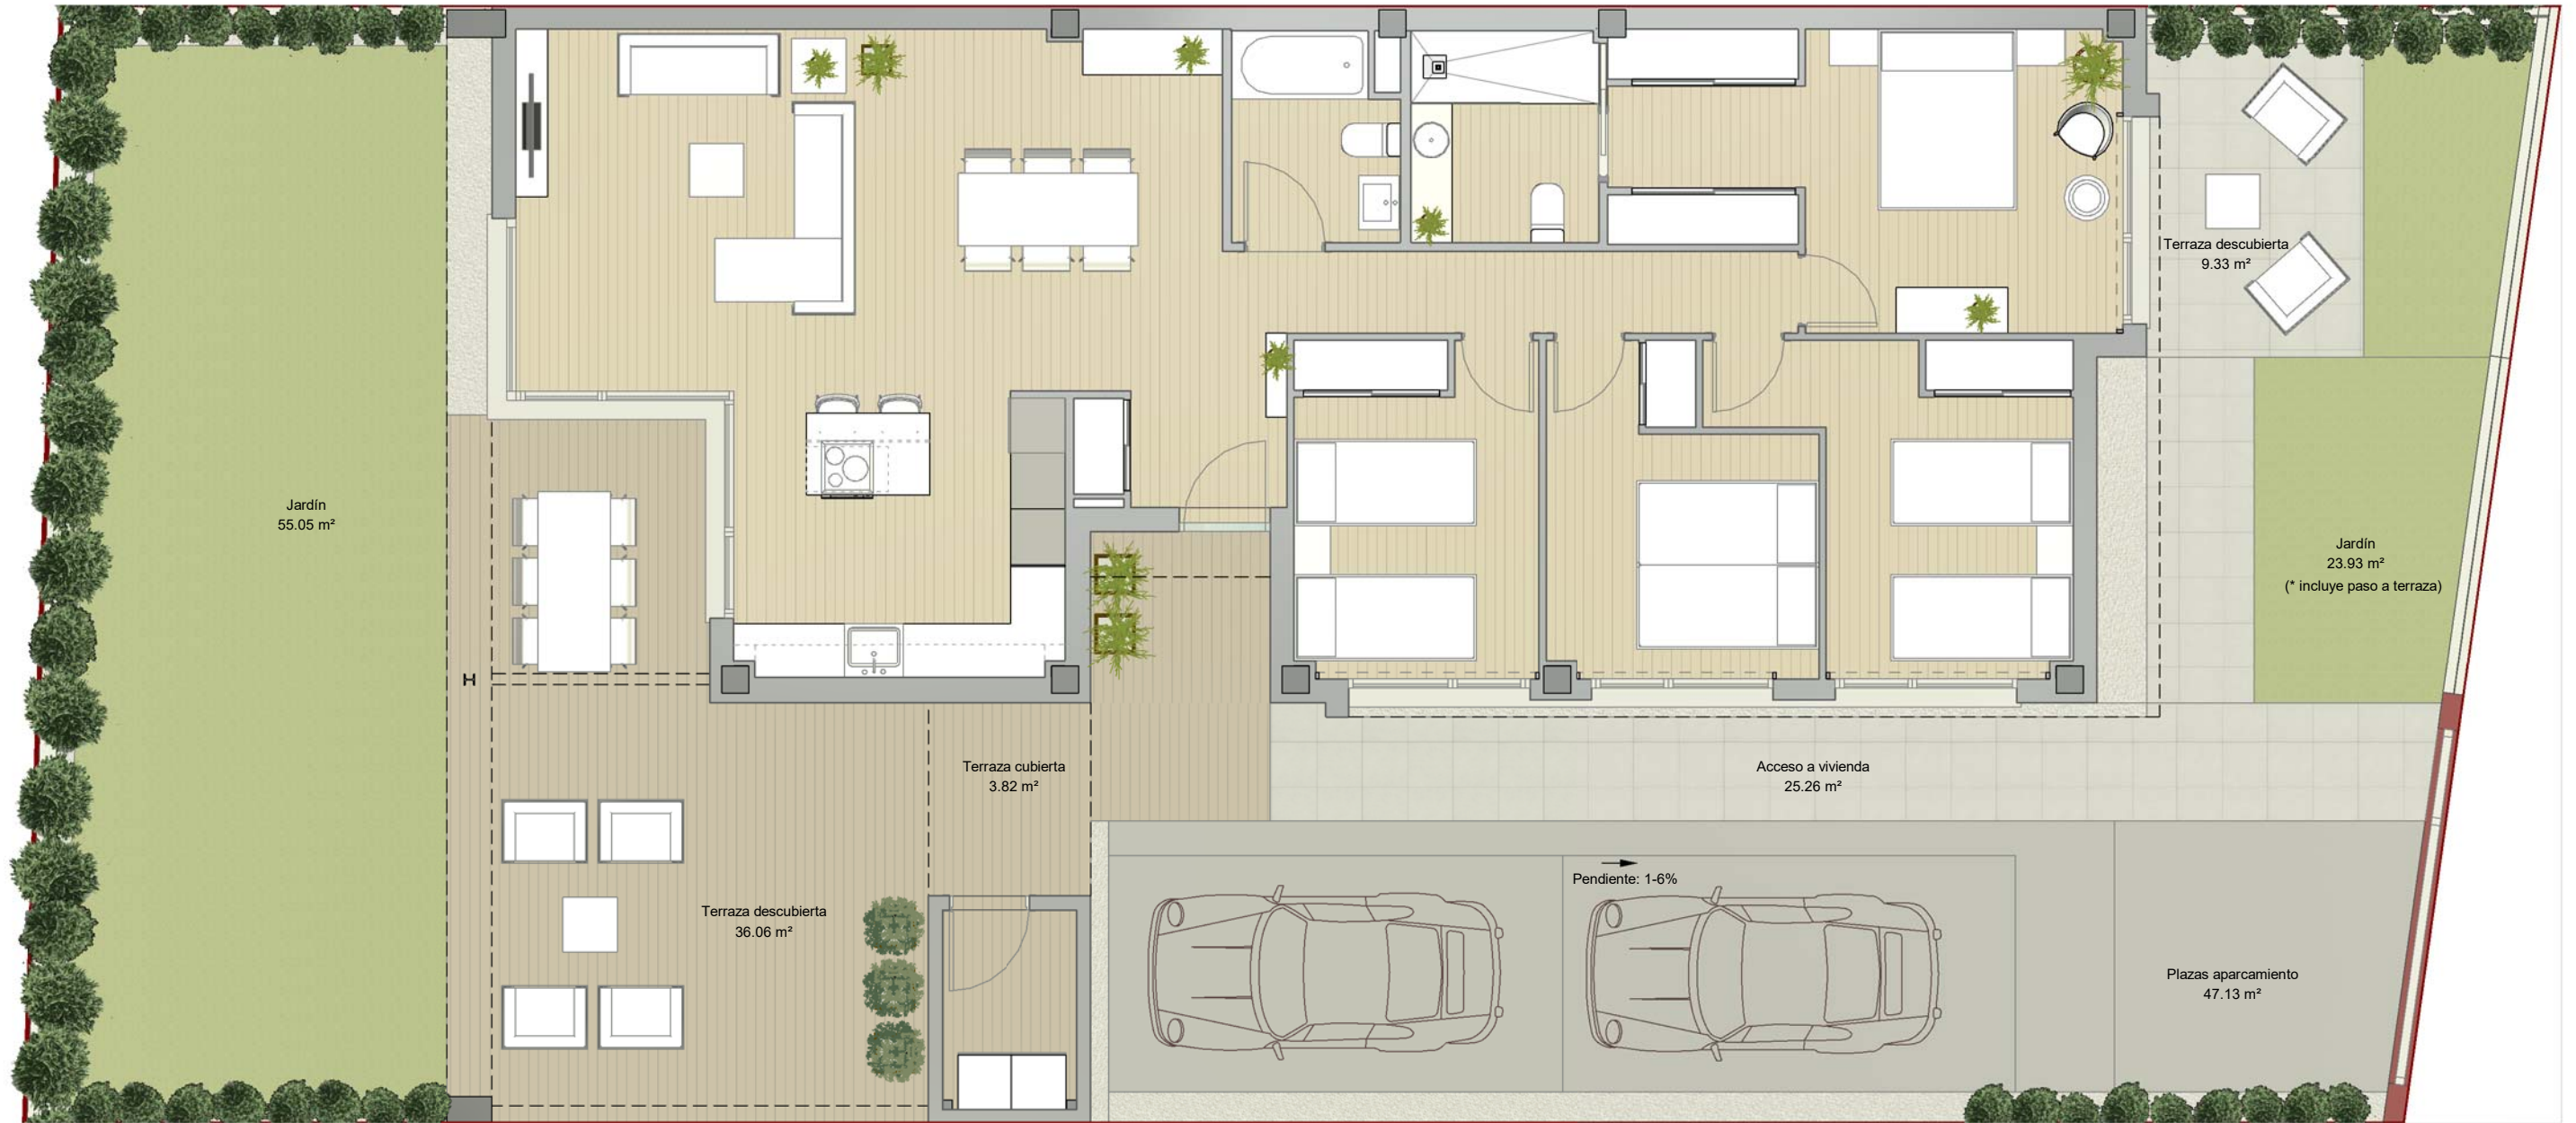 Terraza descubierta
9.33 m²
Jardín
55.05 m²
Jardín
23.93 m²
(* incluye paso a terraza)
H
Terraza cubierta
3.82 m²
Acceso a vivienda
25.26 m²
Pendiente: 1-6%
Terraza descubierta
36.06 m²
Plazas aparcamiento
47.13 m²